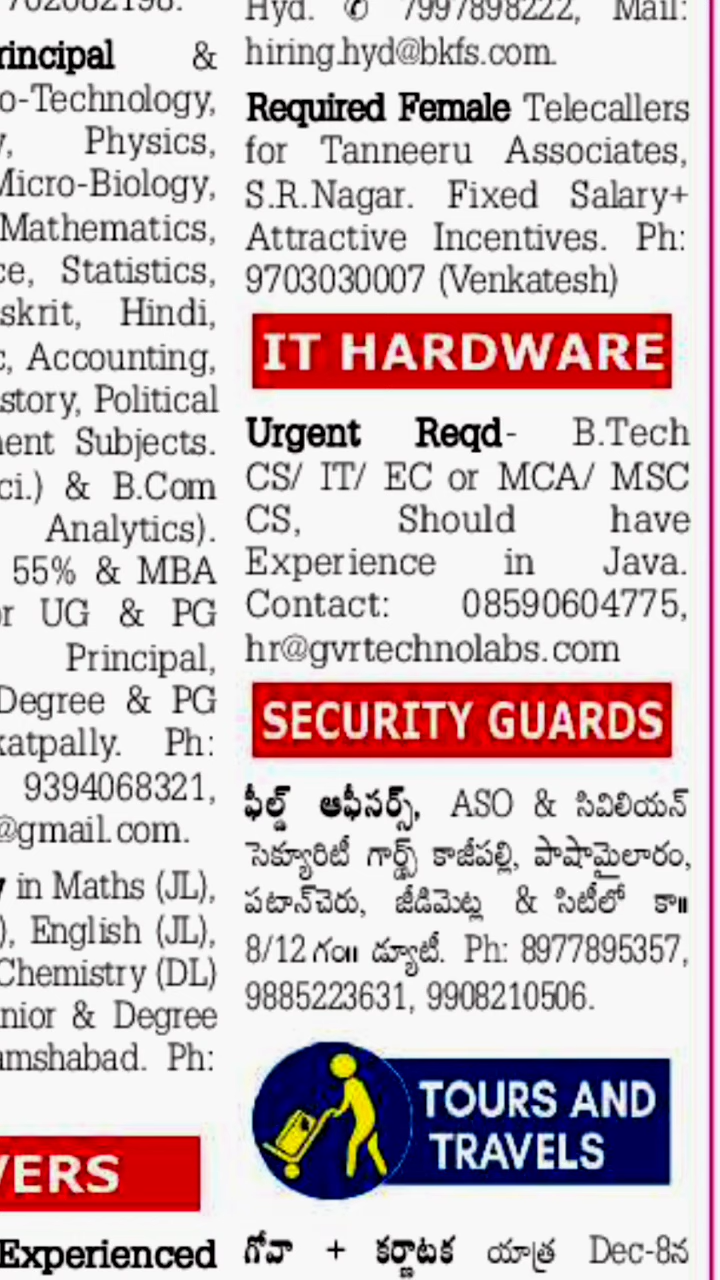 702682198.
rincipal &
o-Technology,
y, Physics,
Micro-Biology,
Mathematics,
ce, Statistics,
skrit, Hindi,
c, Accounting,
story, Political
nent Subjects.
ci.) & B.Com
Analytics).
55% & MBA
or UG & PG
Principal,
Degree & PG
katpally. Ph:
9394068321,
@gmail.com.
y in Maths (JL),
), English (JL),
Chemistry (DL)
nior & Degree
amshabad. Ph:
VERS
Experienced
Hyd. ✆ 7997898222, Mail:
hiring.hyd@bkfs.com.
Required Female Telecallers
for Tanneeru Associates,
S.R.Nagar. Fixed Salary+
Attractive Incentives. Ph:
9703030007 (Venkatesh)
IT HARDWARE
Urgent Reqd- B.Tech
CS/ IT/ EC or MCA/ MSC
CS, Should have
Experience in Java.
Contact: 08590604775,
hr@gvrtechnolabs.com
SECURITY GUARDS
ఫీల్డ్ ఆఫీసర్స్, ASO & సివిలియన్
సెక్యూరిటీ గార్డ్స్ కాజీపల్లి, పాషామైలారం,
పటాన్‌చెరు, జీడిమెట్ల & సిటీలో కా॥
8/12 గం॥ డ్యూటీ. Ph: 8977895357,
9885223631, 9908210506.
TOURS AND
TRAVELS
గోవా + కర్ణాటక యాత్ర Dec-8న